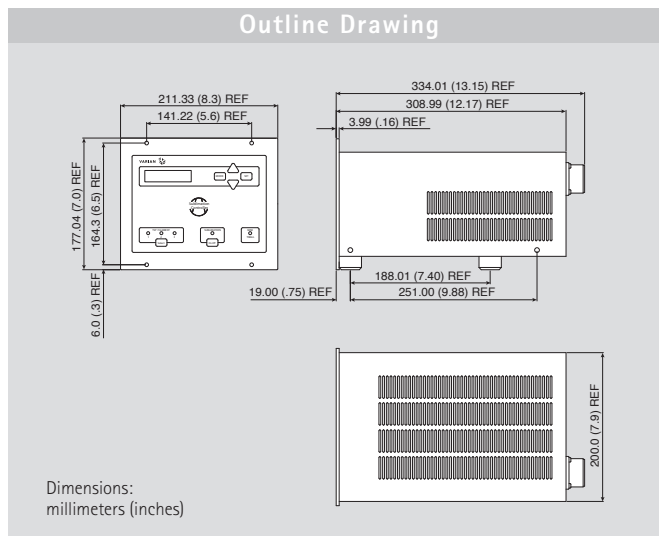 Outline Drawing
211.33 (8.3) REF
141.22 (5.6) REF
177.04 (7.0) REF
164.3 (6.5) REF
6.0 (.3) REF
VARIAN
334.01 (13.15) REF
308.99 (12.17) REF
3.99 (.16) REF
188.01 (7.40) REF
19.00 (.75) REF
251.00 (9.88) REF
200.0 (7.9) REF
Dimensions:
millimeters (inches)